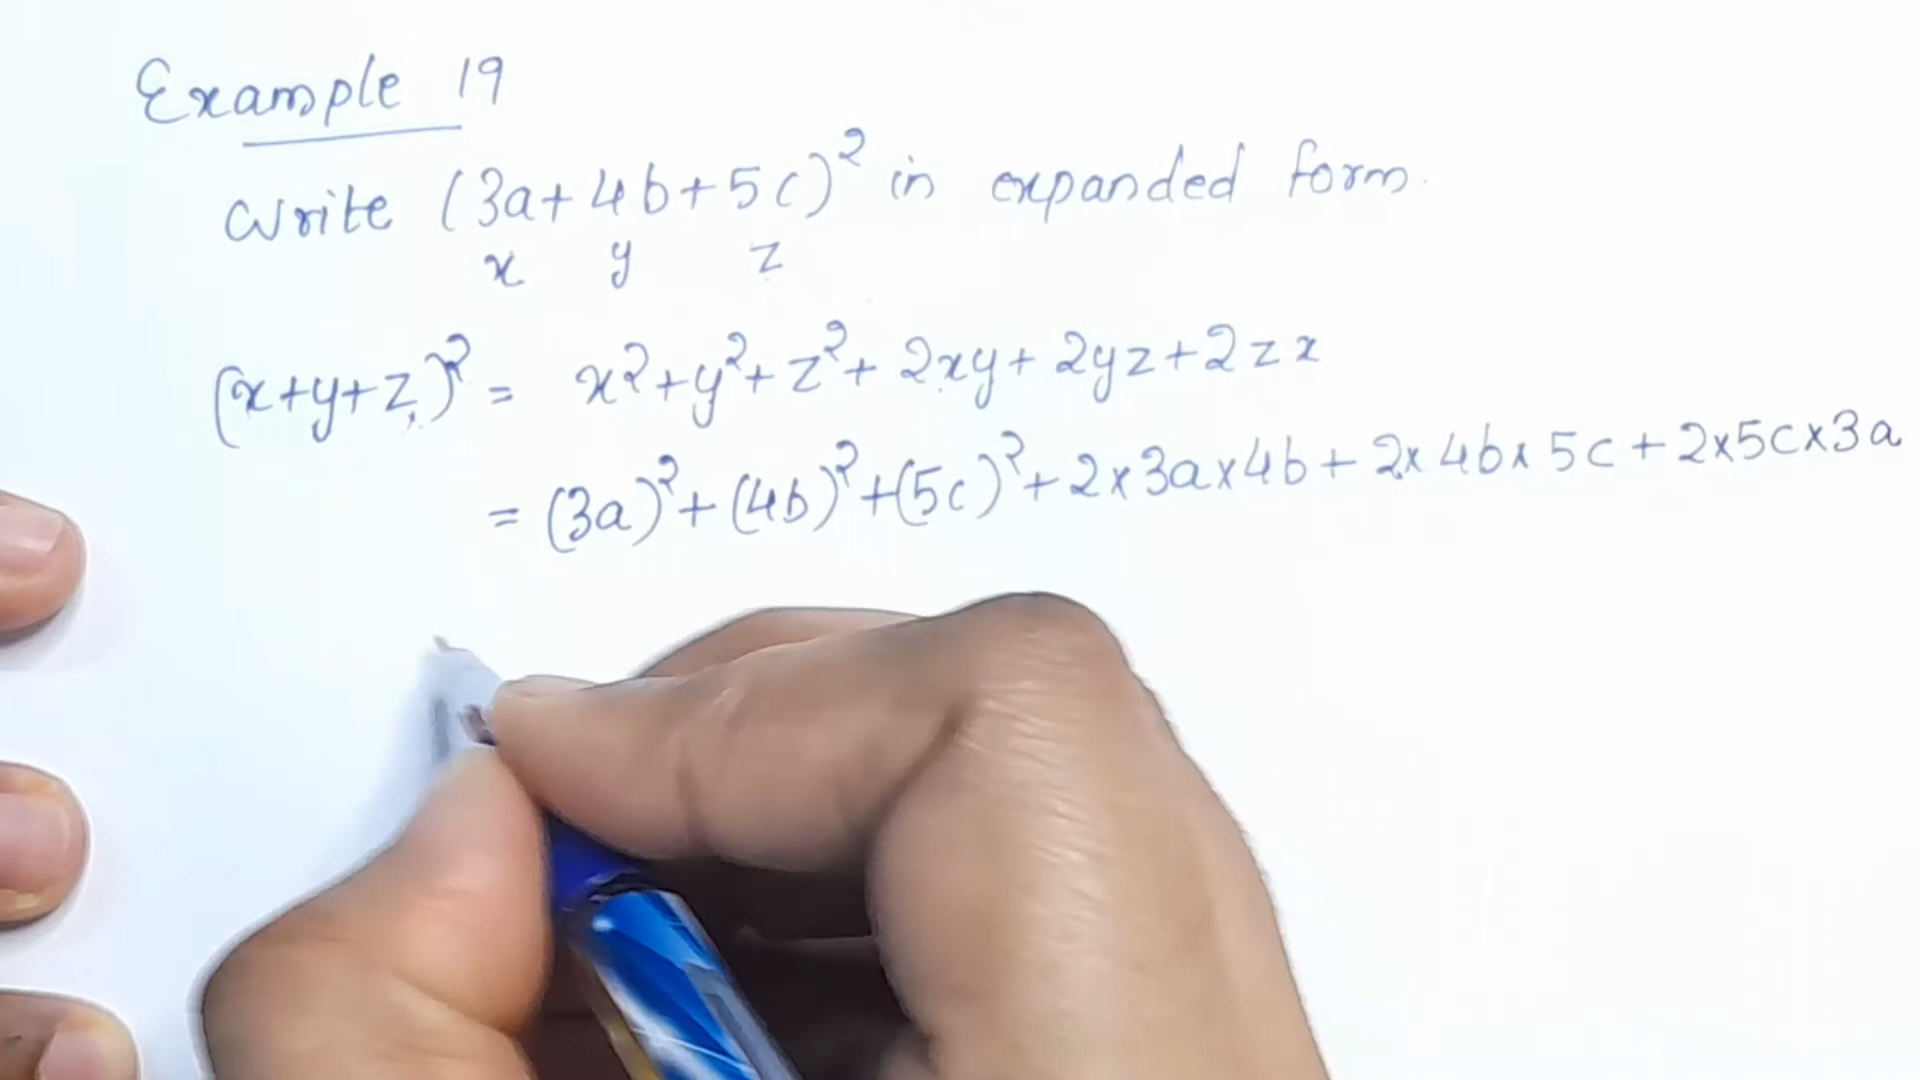 Example 19
Write (3a+4b+5c)² in expanded form.
x y z
(x+y+z)² = x²+y²+z²+2xy+2yz+2zx
= (3a)²+(4b)²+(5c)²+2×3a×4b+2×4b×5c+2×5c×3a